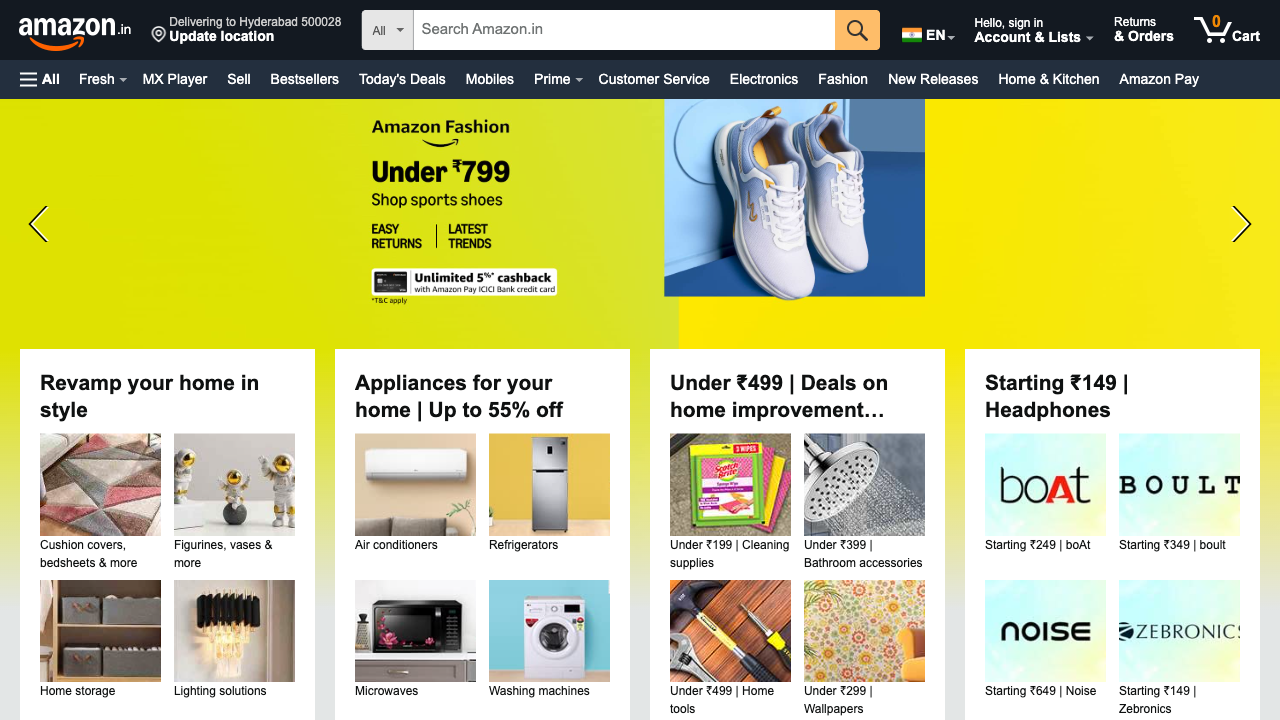 amazon.in
Delivering to Hyderabad 500028
Update location
All
Search Amazon.in
EN
Hello, sign in
Account & Lists
Returns
& Orders
0
Cart
All
Fresh
MX Player
Sell
Bestsellers
Today's Deals
Mobiles
Prime
Customer Service
Electronics
Fashion
New Releases
Home & Kitchen
Amazon Pay
Amazon Fashion
Under ₹799
Shop sports shoes
EASY
RETURNS
LATEST
TRENDS
Unlimited 5%* cashback
with Amazon Pay ICICI Bank credit card
*T&C apply
Revamp your home in
style
Cushion covers,
bedsheets & more
Figurines, vases &
more
Home storage
Lighting solutions
Appliances for your
home | Up to 55% off
Air conditioners
Refrigerators
Microwaves
Washing machines
Under ₹499 | Deals on
home improvement…
3 WIPES
Scotch
Brite
Under ₹199 | Cleaning
supplies
Under ₹399 |
Bathroom accessories
Under ₹499 | Home
tools
Under ₹299 |
Wallpapers
Starting ₹149 |
Headphones
boAt
BOULT
Starting ₹249 | boAt
Starting ₹349 | boult
noise
ZEBRONICS
Starting ₹649 | Noise
Starting ₹149 |
Zebronics